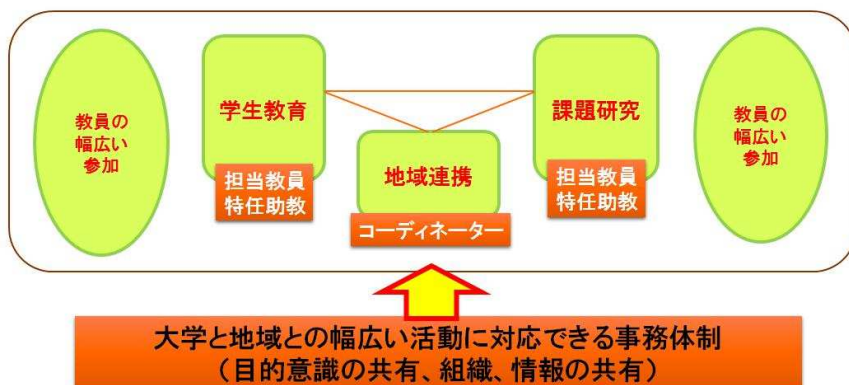 教員の
幅広い
参加
学生教育
担当教員
特任助教
地域連携
コーディネーター
課題研究
担当教員
特任助教
教員の
幅広い
参加
大学と地域との幅広い活動に対応できる事務体制
(目的意識の共有、組織、情報の共有)